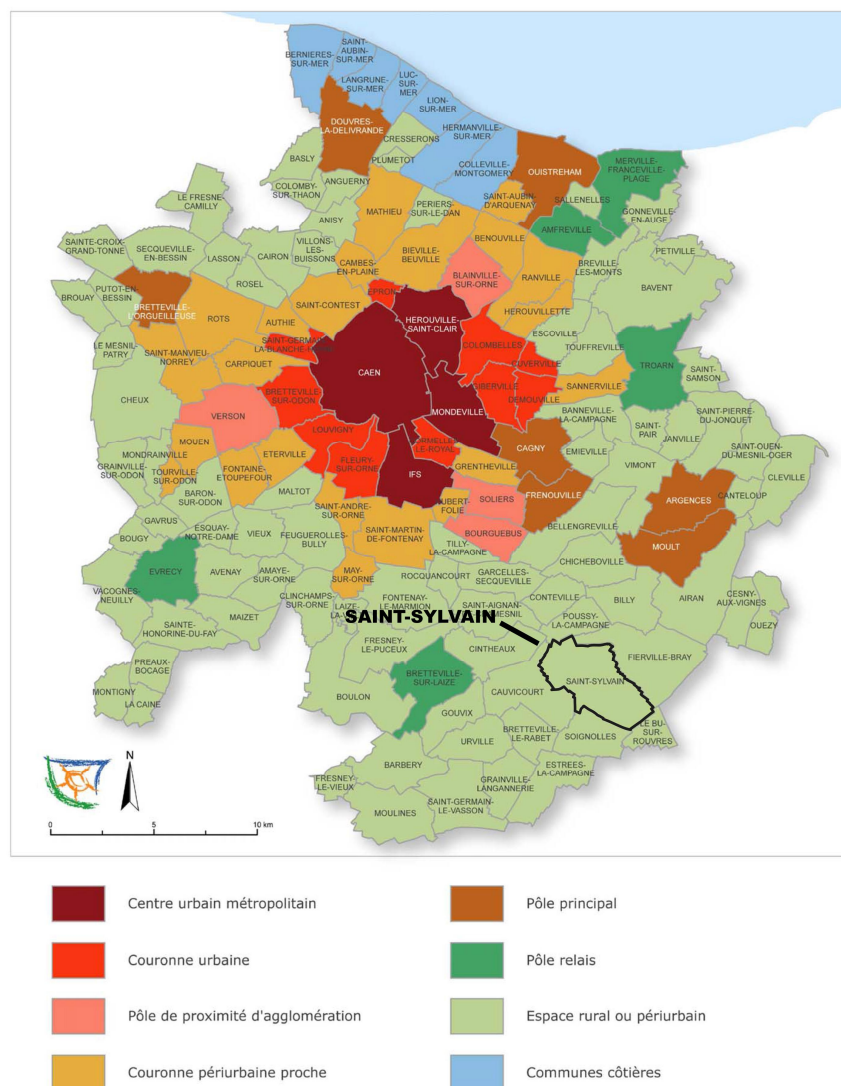 BERNIERES-
SUR-MER
SAINT-
AUBIN-
SUR-MER
LANGRUNE-
SUR-MER
LUC-
SUR-
MER
LION-
SUR-MER
HERMANVILLE-
SUR-MER
COLLEVILLE-
MONTGOMERY
DOUVRES-
LA-DELIVRANDE
CRESSERONS
PLUMETOT
BASLY
COLOMBY-
SUR-THAON
ANGUERNY
OUISTREHAM
MERVILLE-
FRANCEVILLE-
PLAGE
SAINT-AUBIN-
D'ARQUENAY
SALLENELLES
GONNEVILLE-
EN-AUGE
AMFREVILLE
LE FRESNE
CAMILLY
ANISY
MATHIEU
PERIERS-
SUR-LE-DAN
SAINTE-CROIX-
GRAND-TONNE
SECQUEVILLE-
EN-BESSIN
LASSON
CAIRON
VILLONS-
LES-
BUISSONS
CAMBES-
EN-PLAINE
BIEVILLE-
BEUVILLE
BENOUVILLE
BLAINVILLE-
SUR-ORNE
RANVILLE
BREVILLE-
LES-MONTS
PETIVILLE
BAVENT
PUTOT-EN-
BESSIN
BROUAY
BRETTEVILLE-
L'ORGUEILLEUSE
ROSEL
ROTS
AUTHIE
SAINT-CONTEST
EPRON
HEROUVILLE-
SAINT-CLAIR
HEROUVILLETTE
ESCOVILLE
TOUFFREVILLE
LE MESNIL
PATRY
SAINT-MANVIEU-
NORREY
CARPIQUET
SAINT-GERMAIN-
LA-BLANCHE-HERBE
CAEN
COLOMBELLES
CUVERVILLE
TROARN
SAINT-
SAMSON
CHEUX
VERSON
BRETTEVILLE-
SUR-ODON
GIBERVILLE
DEMOUVILLE
SANNERVILLE
MONDEVILLE
BANNEVILLE-
LA-CAMPAGNE
SAINT-
PAIR
JANVILLE
SAINT-PIERRE-
DU-JONQUET
MOUEN
MONDRAINVILLE
GRAINVILLE-
SUR-ODON
TOURVILLE-
SUR-ODON
FONTAINE-
ETOUPEFOUR
ETERVILLE
LOUVIGNY
FLEURY-
SUR-ORNE
IFS
CORMELLES-
LE-ROYAL
GRENTHEVILLE
CAGNY
EMIEVILLE
VIMONT
SAINT-OUEN-
DU-MESNIL-OGER
CLEVILLE
BARON-
SUR-ODON
MALTOT
SAINT-ANDRE-
SUR-ORNE
SAINT-MARTIN-
DE-FONTENAY
HUBERT-
FOLIE
SOLIERS
FRENOUVILLE
ARGENCES
CANTELOUP
GAVRUS
BOUGY
ESQUAY-
NOTRE-DAME
VIEUX
FEUGUEROLLES-
BULLY
BOURGUEBUS
TILLY-
LA-CAMPAGNE
BELLENGREVILLE
MOULT
CHICHEBOVILLE
EVRECY
AVENAY
AMAYE-
SUR-ORNE
MAY-
SUR-ORNE
ROCQUANCOURT
GARCELLES-
SECQUEVILLE
VACOGNES-
NEUILLY
CLINCHAMPS-
SUR-ORNE
FONTENAY-
LE-MARMION
CONTEVILLE
BILLY
AIRAN
CESNY-
AUX-VIGNES
OUEZY
SAINTE-
HONORINE-DU-FAY
MAIZET
SAINT-SYLVAIN
POUSSY-
LA-CAMPAGNE
FRESNEY-
LE-PUCEUX
CINTHEAUX
FIERVILLE-BRAY
PREAUX-
BOCAGE
MONTIGNY
LA CAINE
BRETTEVILLE-
SUR-LAIZE
SAINT-SYLVAIN
CAUVICOURT
BOULON
GOUVIX
URVILLE
BRETTEVILLE-
LE-RABET
SOIGNOLLES
LE BU-
SUR-
ROUVRES
BARBERY
ESTREES-
LA-CAMPAGNE
FRESNEY-
LE-VIEUX
GRAINVILLE-
LANGANNERIE
MOULINES
SAINT-GERMAIN-
LE-VASSON
N
0 5 10 km
Centre urbain métropolitain
Couronne urbaine
Pôle de proximité d'agglomération
Couronne périurbaine proche
Pôle principal
Pôle relais
Espace rural ou périurbain
Communes côtières